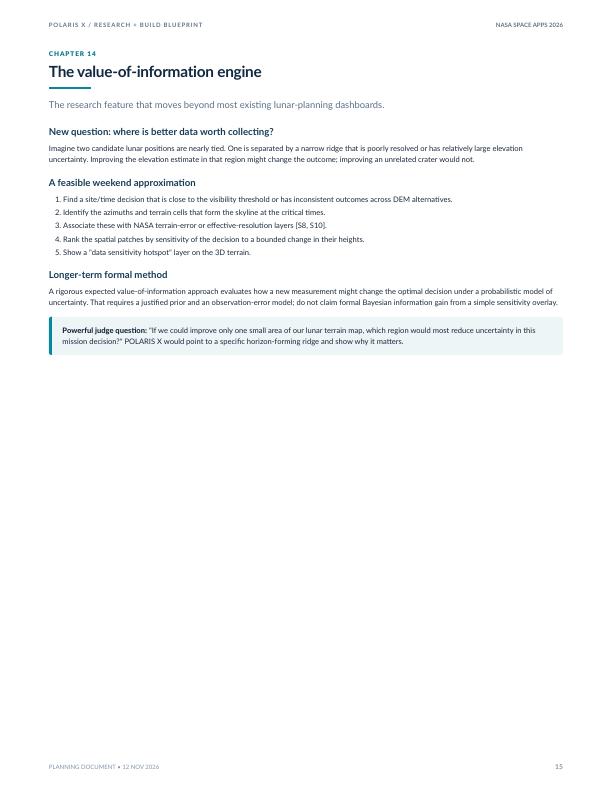 POLARIS X / RESEARCH + BUILD BLUEPRINT
NASA SPACE APPS 2026
CHAPTER 14
The value-of-information engine
The research feature that moves beyond most existing lunar-planning dashboards.
New question: where is better data worth collecting?
Imagine two candidate lunar positions are nearly tied. One is separated by a narrow ridge that is poorly resolved or has relatively large elevation
uncertainty. Improving the elevation estimate in that region might change the outcome; improving an unrelated crater would not.
A feasible weekend approximation
1. Find a site/time decision that is close to the visibility threshold or has inconsistent outcomes across DEM alternatives.
2. Identify the azimuths and terrain cells that form the skyline at the critical times.
3. Associate these with NASA terrain-error or effective-resolution layers [S8, S10].
4. Rank the spatial patches by sensitivity of the decision to a bounded change in their heights.
5. Show a "data sensitivity hotspot" layer on the 3D terrain.
Longer-term formal method
A rigorous expected value-of-information approach evaluates how a new measurement might change the optimal decision under a probabilistic model of
uncertainty. That requires a justified prior and an observation-error model; do not claim formal Bayesian information gain from a simple sensitivity overlay.
Powerful judge question: "If we could improve only one small area of our lunar terrain map, which region would most reduce uncertainty in this
mission decision?" POLARIS X would point to a specific horizon-forming ridge and show why it matters.
PLANNING DOCUMENT • 12 NOV 2026
15